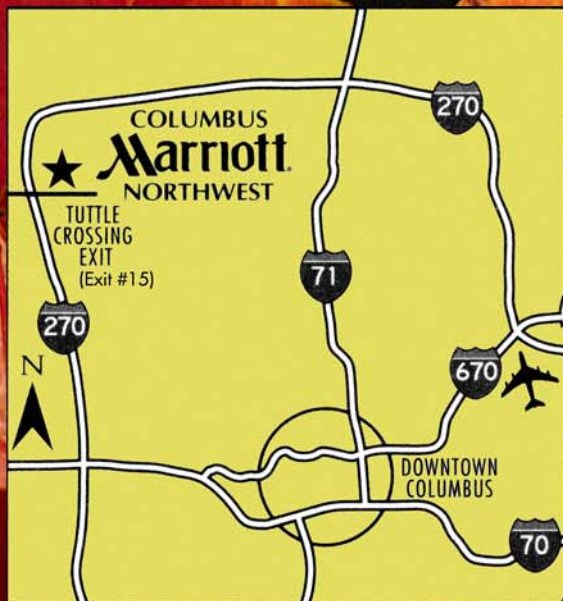 270
COLUMBUS
Marriott.
NORTHWEST
TUTTLE
CROSSING
EXIT
(Exit #15)
71
270
N
670
DOWNTOWN
COLUMBUS
70